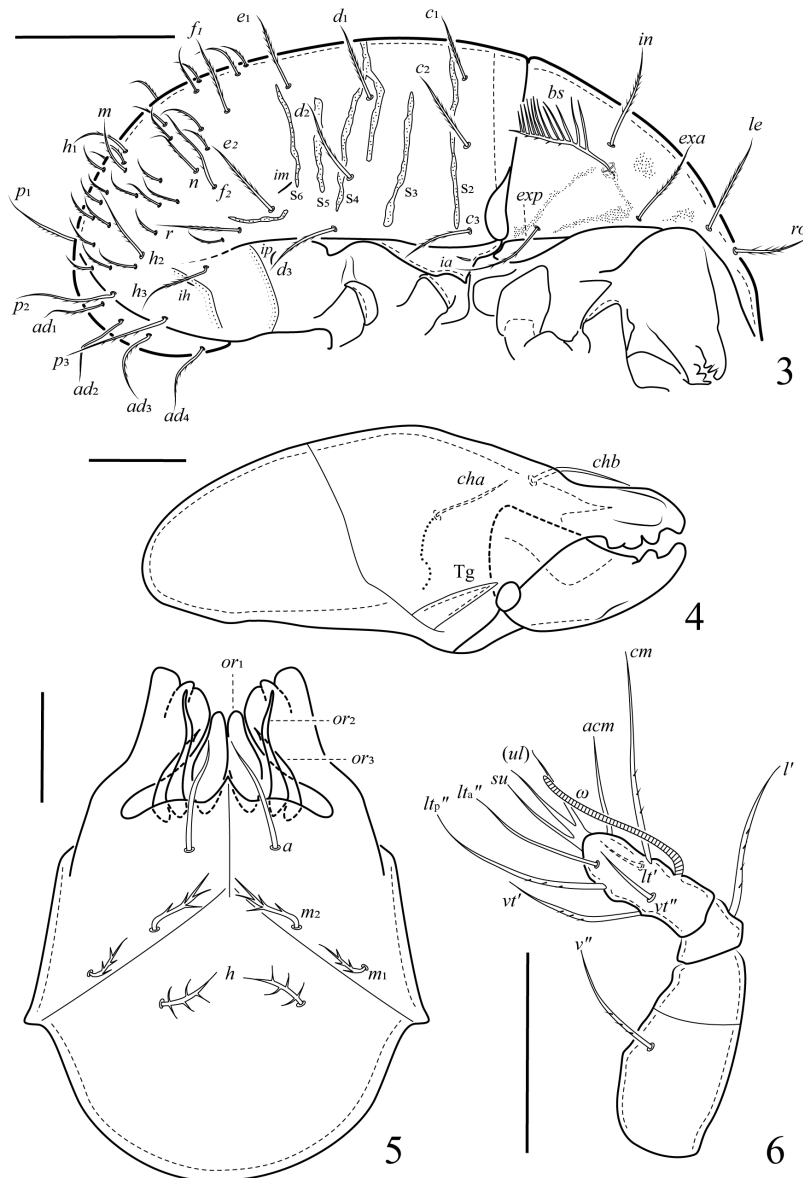 e1
f1
d1
c1
in
c2
bs
m
d2
exa
le
h1
e2
n
f2
im
S6
S5
S4
S3
S2
p1
exp
ro
r
c3
h2
ip
d3
ia
h3
ih
p2
ad1
p3
ad2
ad3
ad4
3
cha
chb
Tg
4
or1
or2
or3
a
m2
m1
h
5
cm
acm
(ul)
l'
su
ω
lta"
ltp"
lt'
vt'
vt"
v"
6